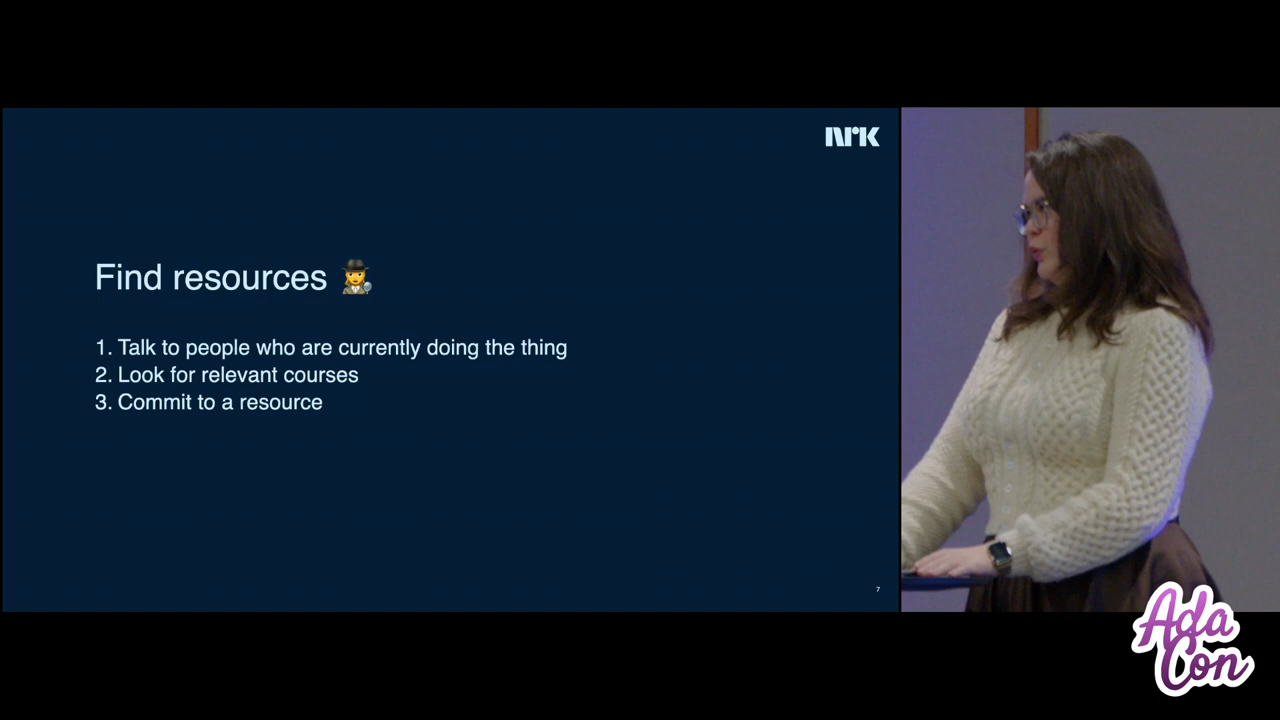 NRK
Find resources 🕵️‍♀️
1. Talk to people who are currently doing the thing
2. Look for relevant courses
3. Commit to a resource
7
Ada
Con